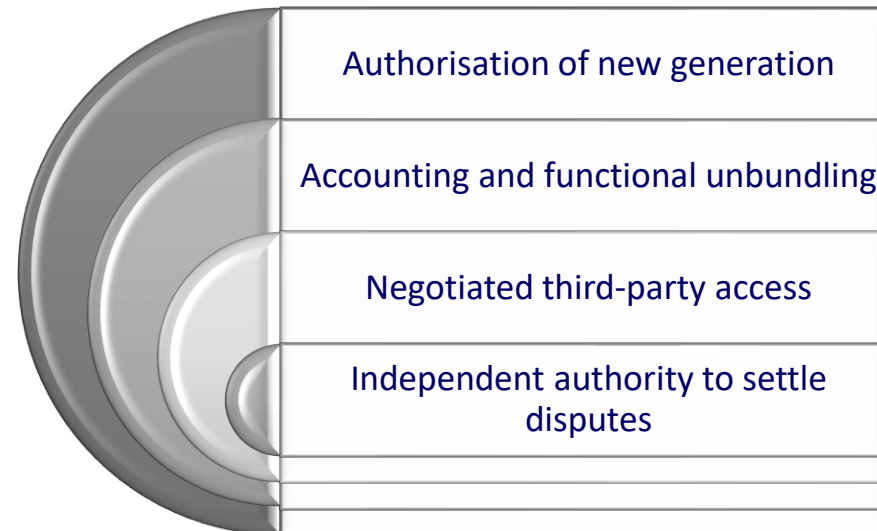 Authorisation of new generation
Accounting and functional unbundling
Negotiated third-party access
Independent authority to settle
disputes